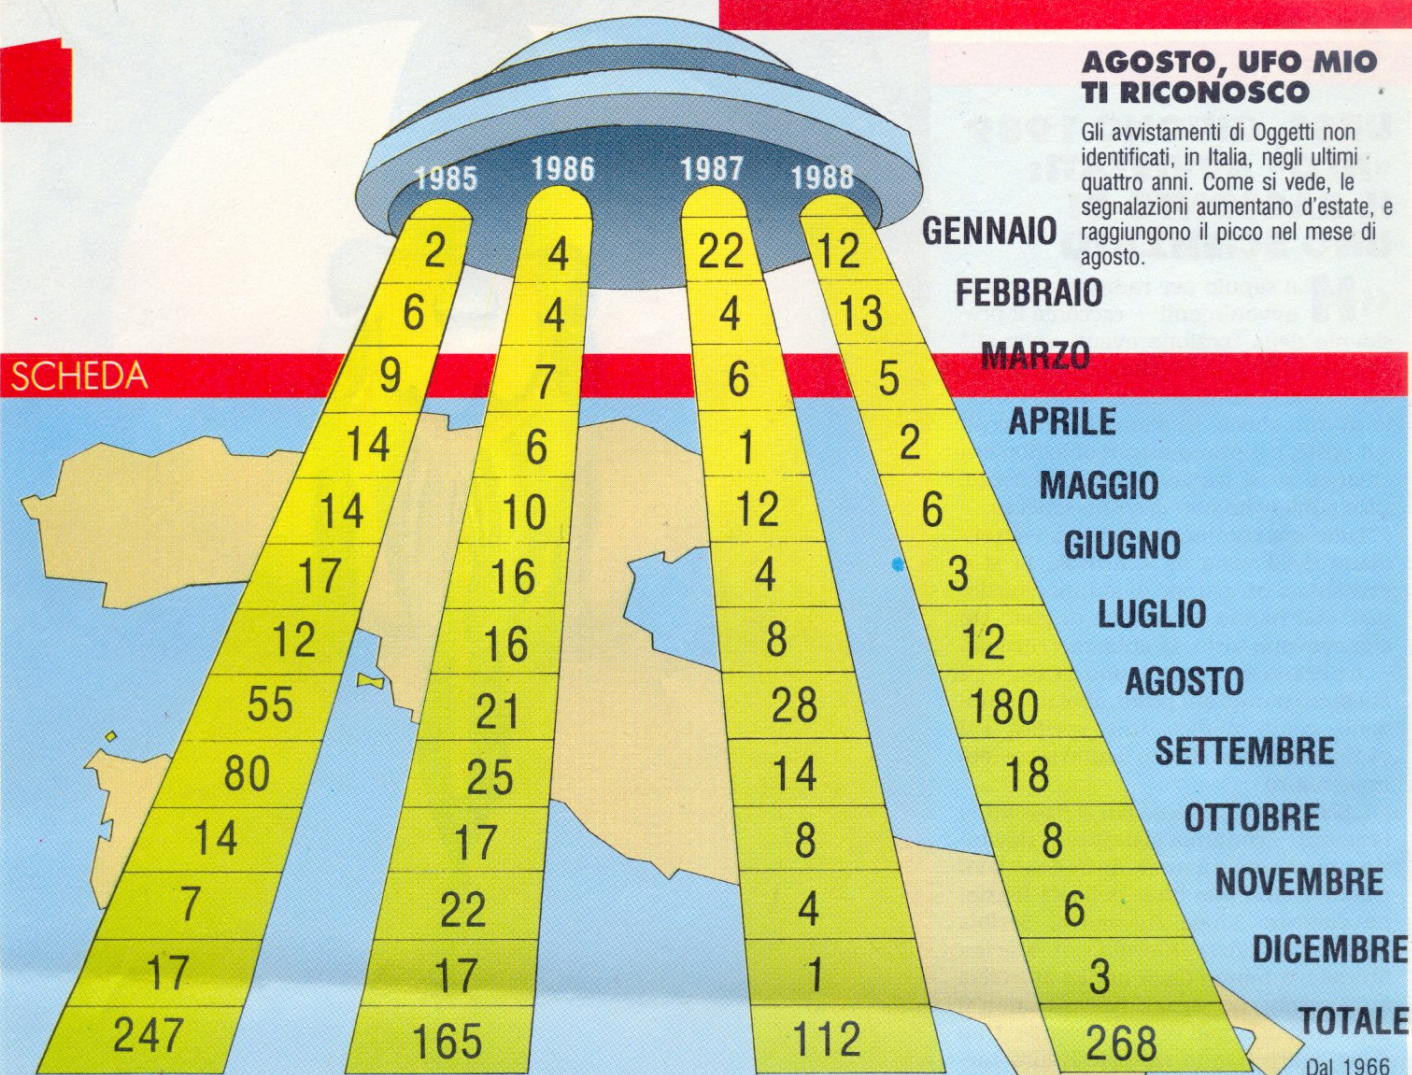 AGOSTO, UFO MIO
TI RICONOSCO
Gli avvistamenti di Oggetti non
identificati, in Italia, negli ultimi
quattro anni. Come si vede, le
segnalazioni aumentano d'estate, e
raggiungono il picco nel mese di
agosto.
SCHEDA
1985 1986 1987 1988
2 4 22 12 GENNAIO
6 4 4 13 FEBBRAIO
9 7 6 5 MARZO
14 6 1 2 APRILE
14 10 12 6 MAGGIO
17 16 4 3 GIUGNO
12 16 8 12 LUGLIO
55 21 28 180 AGOSTO
80 25 14 18 SETTEMBRE
14 17 8 8 OTTOBRE
7 22 4 6 NOVEMBRE
17 17 1 3 DICEMBRE
247 165 112 268 TOTALE
Dal 1966